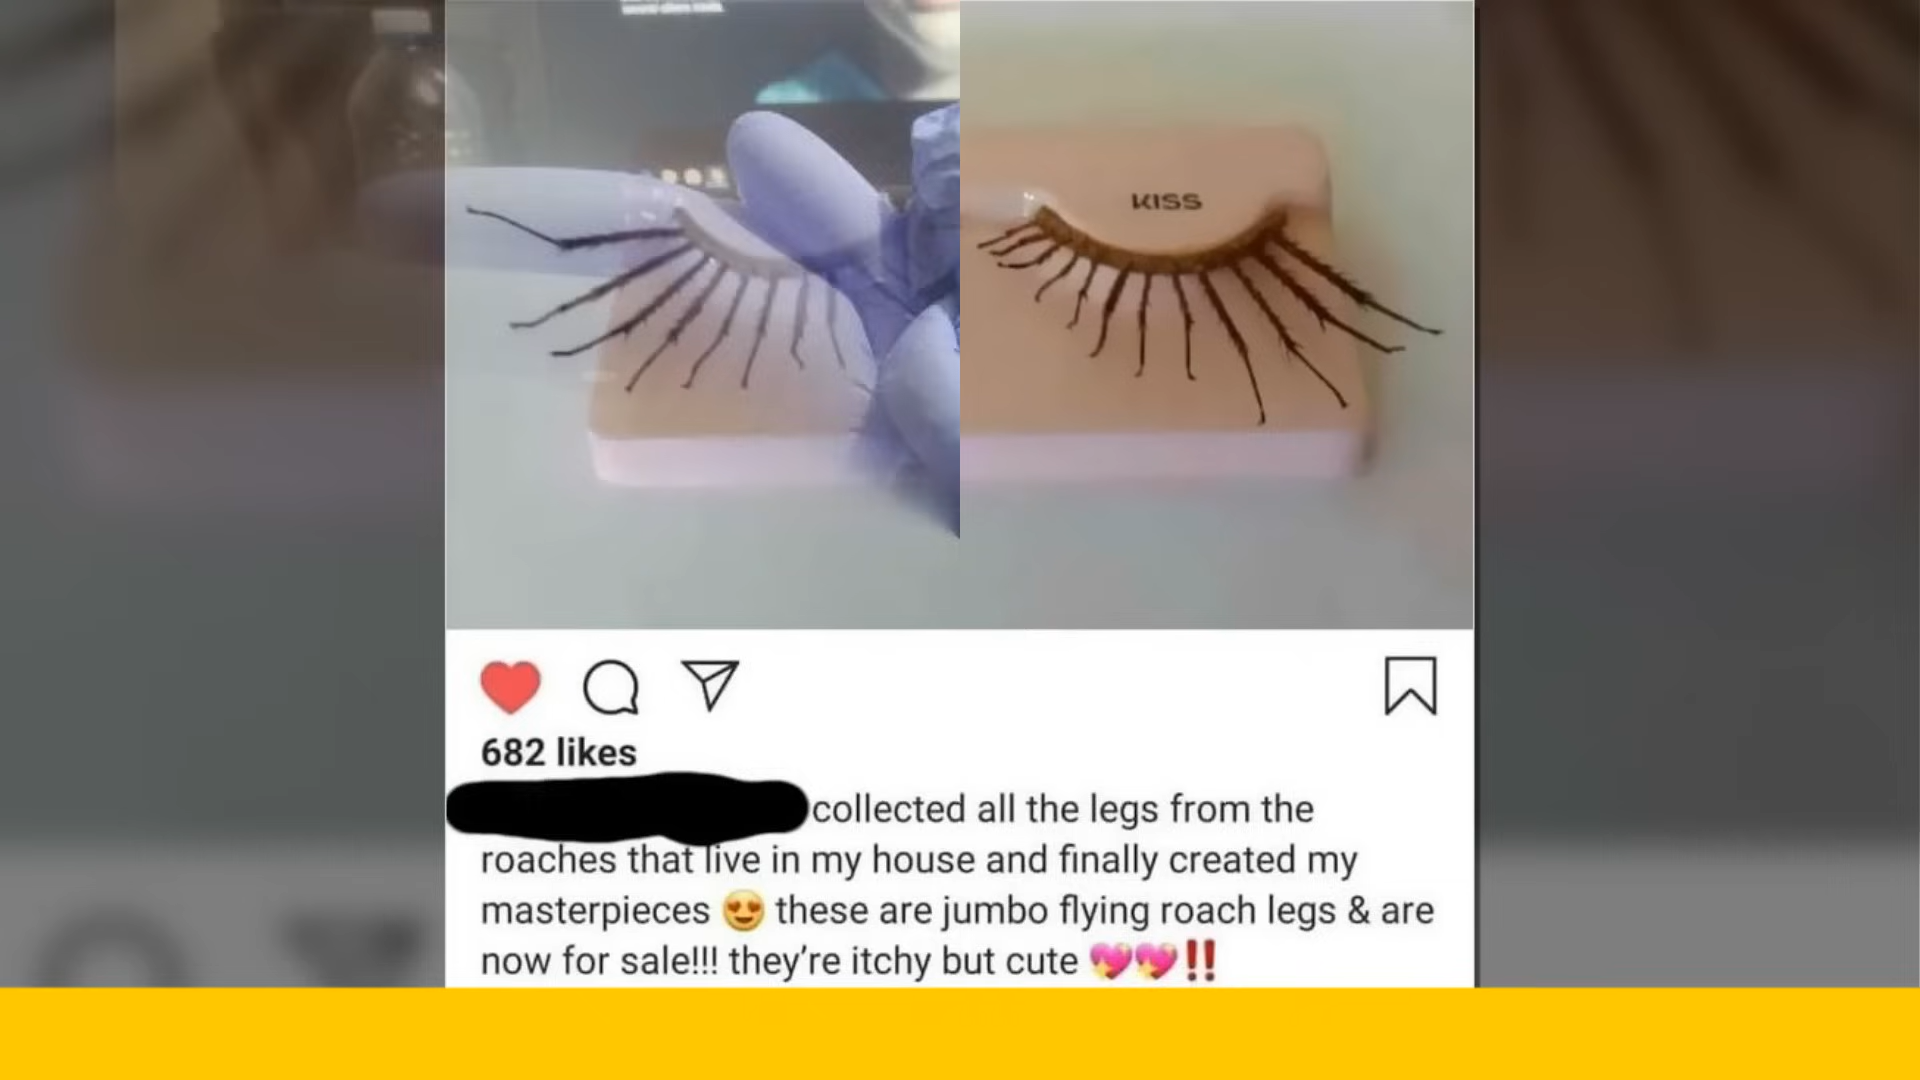 KISS
682 likes
collected all the legs from the
roaches that live in my house and finally created my
masterpieces 😍 these are jumbo flying roach legs & are
now for sale!!! they’re itchy but cute 💖💖‼️